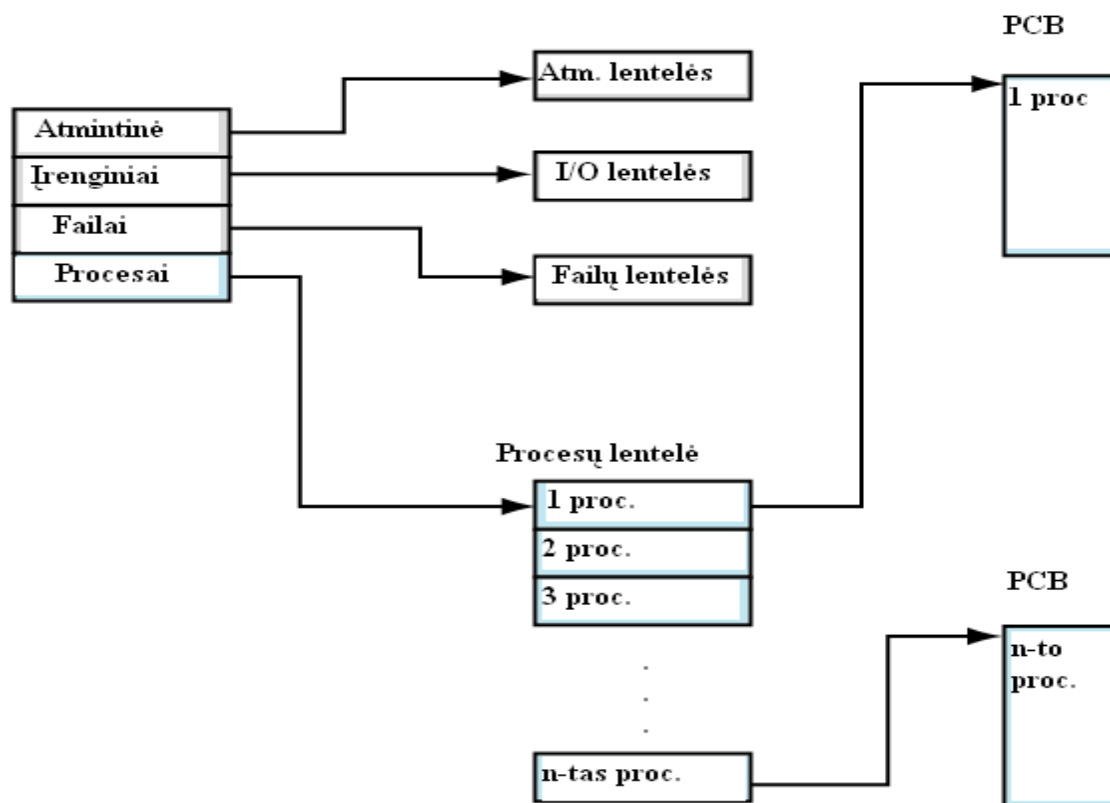 PCB
Atm. lentelės
1 proc
Atmintinė
Įrenginiai
I/O lentelės
Failai
Procesai
Failų lentelės
Procesų lentelė
1 proc.
2 proc.
3 proc.
PCB
n-to
proc.
.
.
.
n-tas proc.